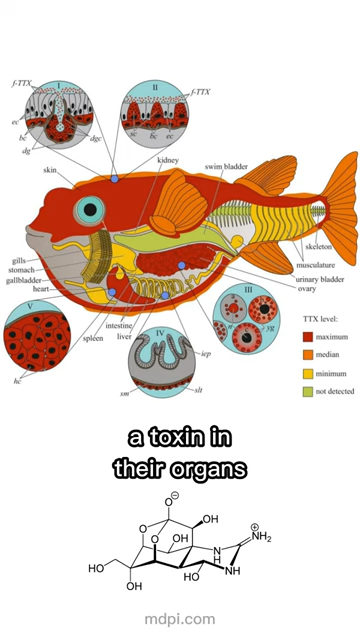 I
II
f-TTX
f-TTX
ec
bc
dg
dgc
sc
bc
ec
kidney
swim bladder
skin
gills
stomach
gallbladder
heart
skeleton
musculature
urinary bladder
ovary
intestine
liver
spleen
V
hc
IV
iep
sm
slt
III
yg
TTX level:
maximum
median
minimum
not detected
a toxin in
their organs
O⊖
OH
O
O
OH
N
H
⊕
NH₂
HO
OH
HO
NH
mdpi.com